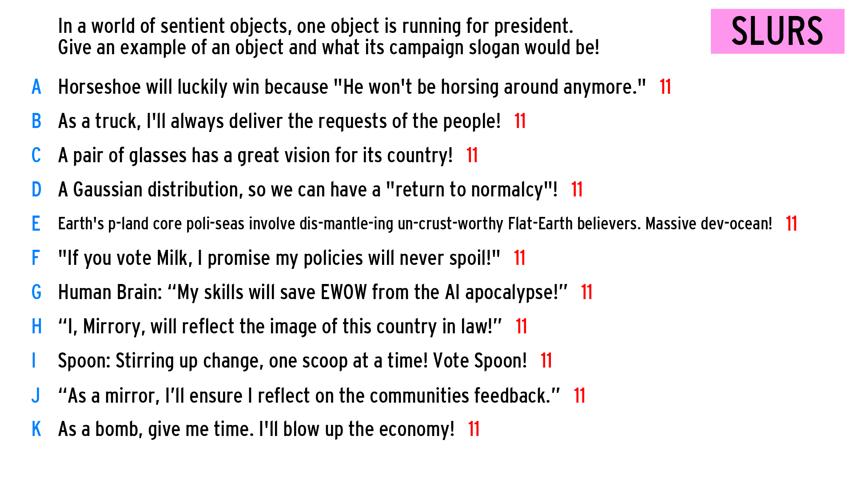 In a world of sentient objects, one object is running for president.
Give an example of an object and what its campaign slogan would be!
SLURS
A Horseshoe will luckily win because "He won't be horsing around anymore." 11
B As a truck, I'll always deliver the requests of the people! 11
C A pair of glasses has a great vision for its country! 11
D A Gaussian distribution, so we can have a "return to normalcy"! 11
E Earth's p-land core poli-seas involve dis-mantle-ing un-crust-worthy Flat-Earth believers. Massive dev-ocean! 11
F "If you vote Milk, I promise my policies will never spoil!" 11
G Human Brain: “My skills will save EWOW from the AI apocalypse!” 11
H “I, Mirrory, will reflect the image of this country in law!” 11
I Spoon: Stirring up change, one scoop at a time! Vote Spoon! 11
J “As a mirror, I’ll ensure I reflect on the communities feedback.” 11
K As a bomb, give me time. I'll blow up the economy! 11